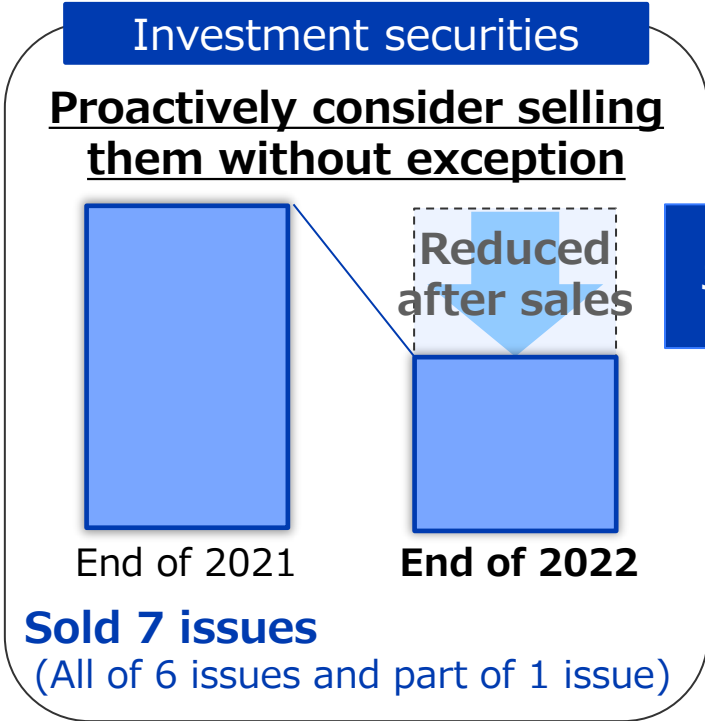 Investment securities
Proactively consider selling
them without exception
Reduced
after sales
End of 2021
End of 2022
Sold 7 issues
(All of 6 issues and part of 1 issue)